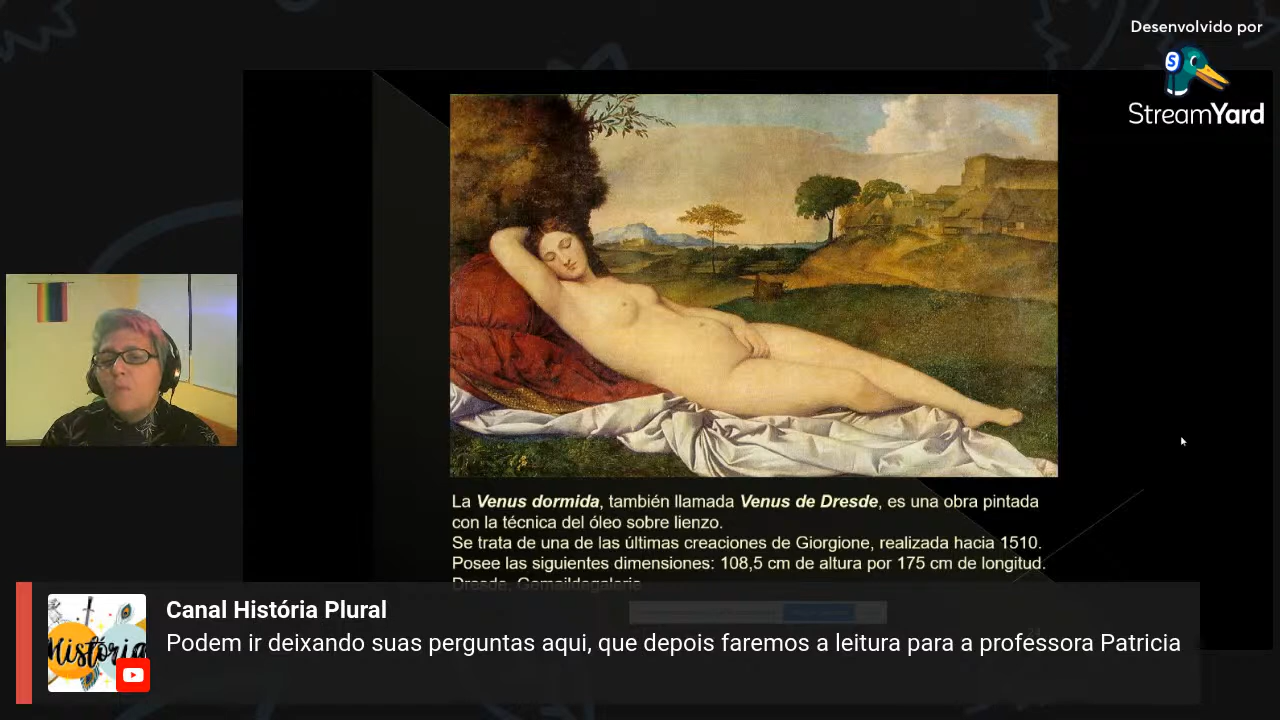 Desenvolvido por
StreamYard
La Venus dormida, también llamada Venus de Dresde, es una obra pintada
con la técnica del óleo sobre lienzo.
Se trata de una de las últimas creaciones de Giorgione, realizada hacia 1510.
Posee las siguientes dimensiones: 108,5 cm de altura por 175 cm de longitud.
Dresde, Gemaildegalerie
Canal História Plural
Podem ir deixando suas perguntas aqui, que depois faremos a leitura para a professora Patricia
História